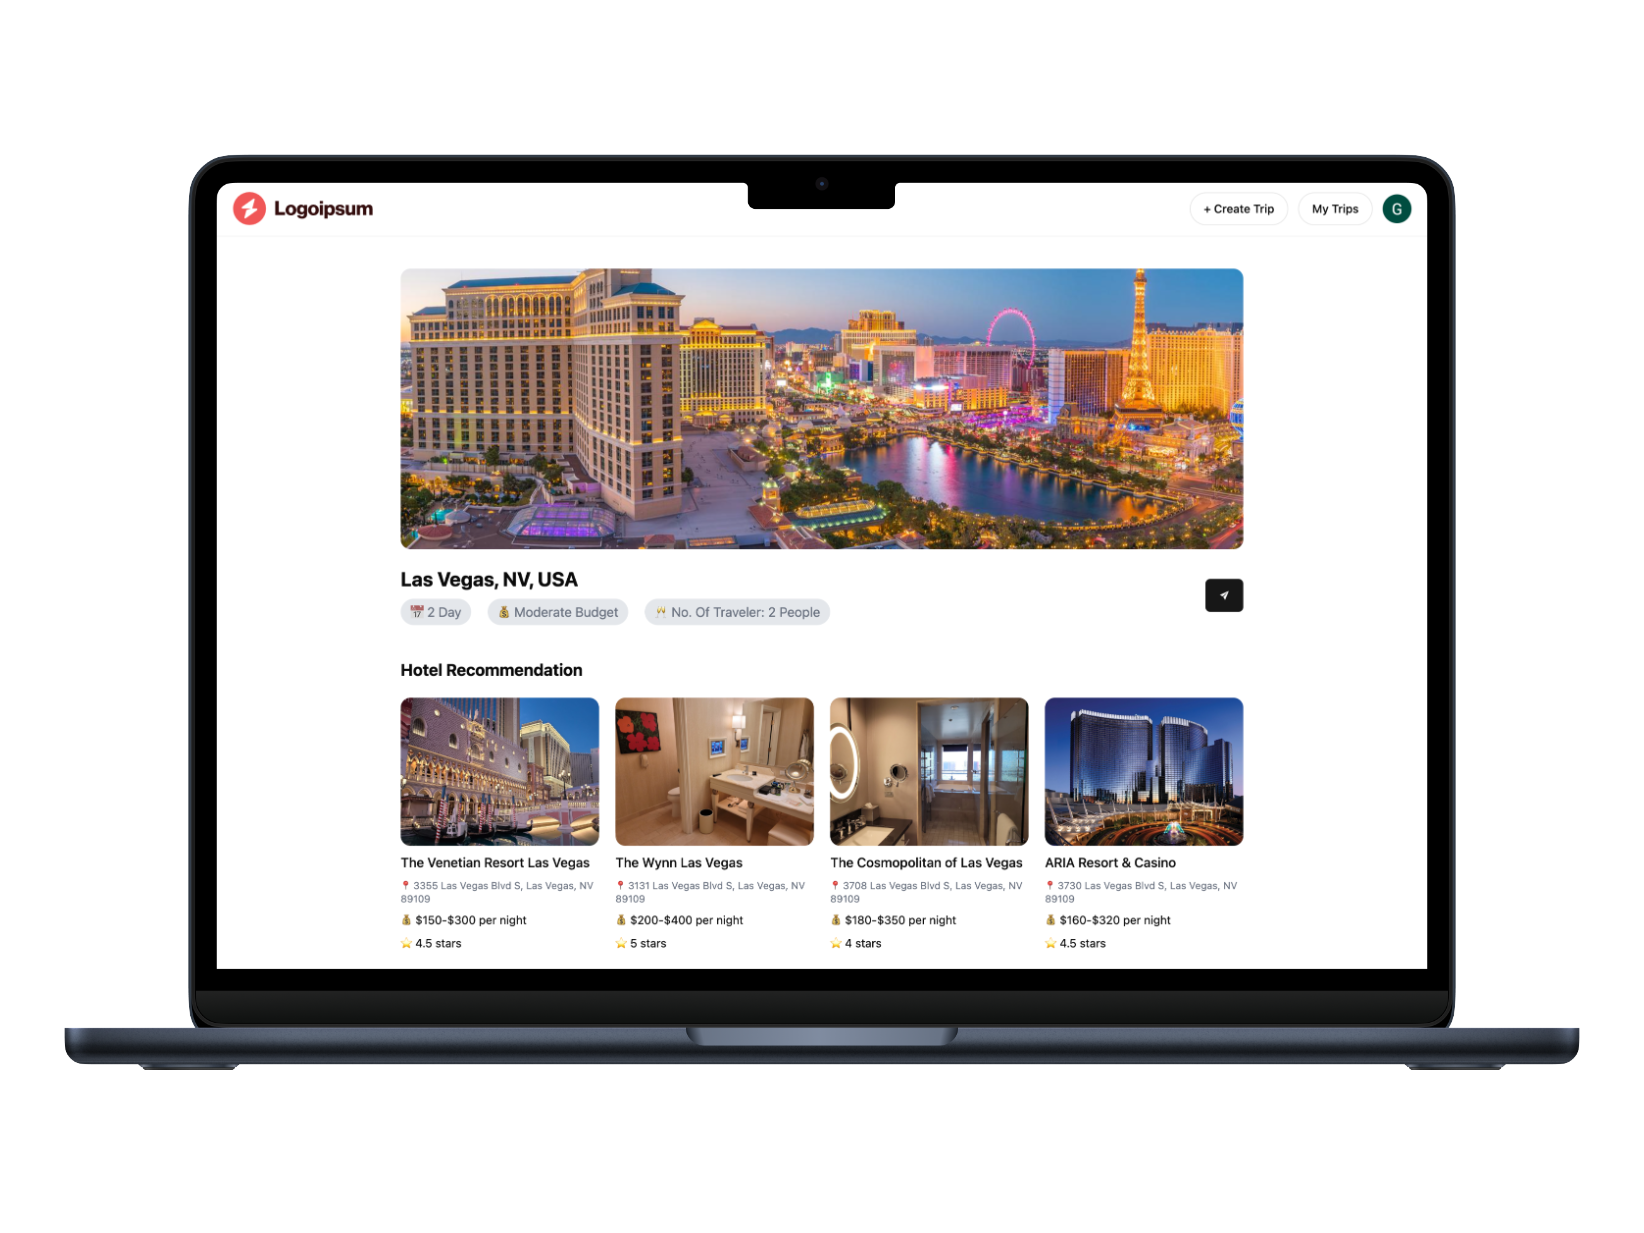 Logoipsum
+ Create Trip
My Trips
G
Las Vegas, NV, USA
📅 2 Day
💰 Moderate Budget
🥂 No. Of Traveler: 2 People
Hotel Recommendation
The Venetian Resort Las Vegas
📍 3355 Las Vegas Blvd S, Las Vegas, NV
89109
💰 $150-$300 per night
⭐ 4.5 stars
The Wynn Las Vegas
📍 3131 Las Vegas Blvd S, Las Vegas, NV
89109
💰 $200-$400 per night
⭐ 5 stars
The Cosmopolitan of Las Vegas
📍 3708 Las Vegas Blvd S, Las Vegas, NV
89109
💰 $180-$350 per night
⭐ 4 stars
ARIA Resort & Casino
📍 3730 Las Vegas Blvd S, Las Vegas, NV
89109
💰 $160-$320 per night
⭐ 4.5 stars